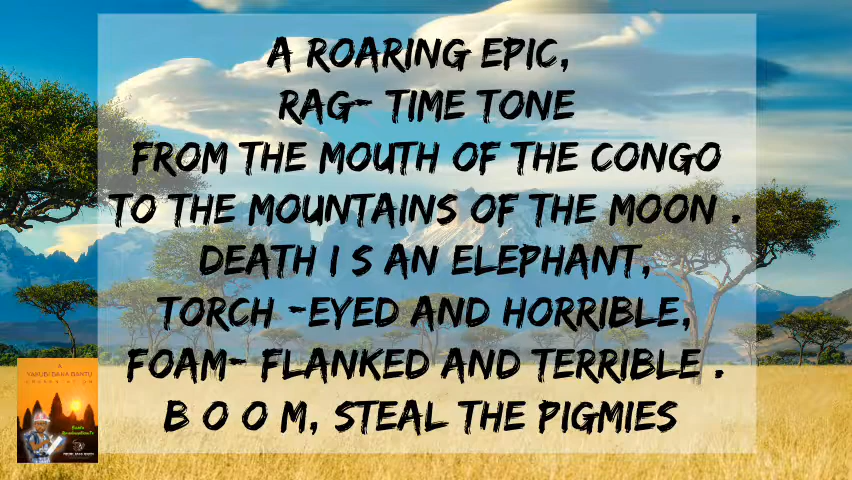 A ROARING EPIC,
RAG- TIME TONE
FROM THE MOUTH OF THE CONGO
TO THE MOUNTAINS OF THE MOON .
DEATH I S AN ELEPHANT,
TORCH -EYED AND HORRIBLE,
FOAM- FLANKED AND TERRIBLE .
B O O M, STEAL THE PIGMIES
A